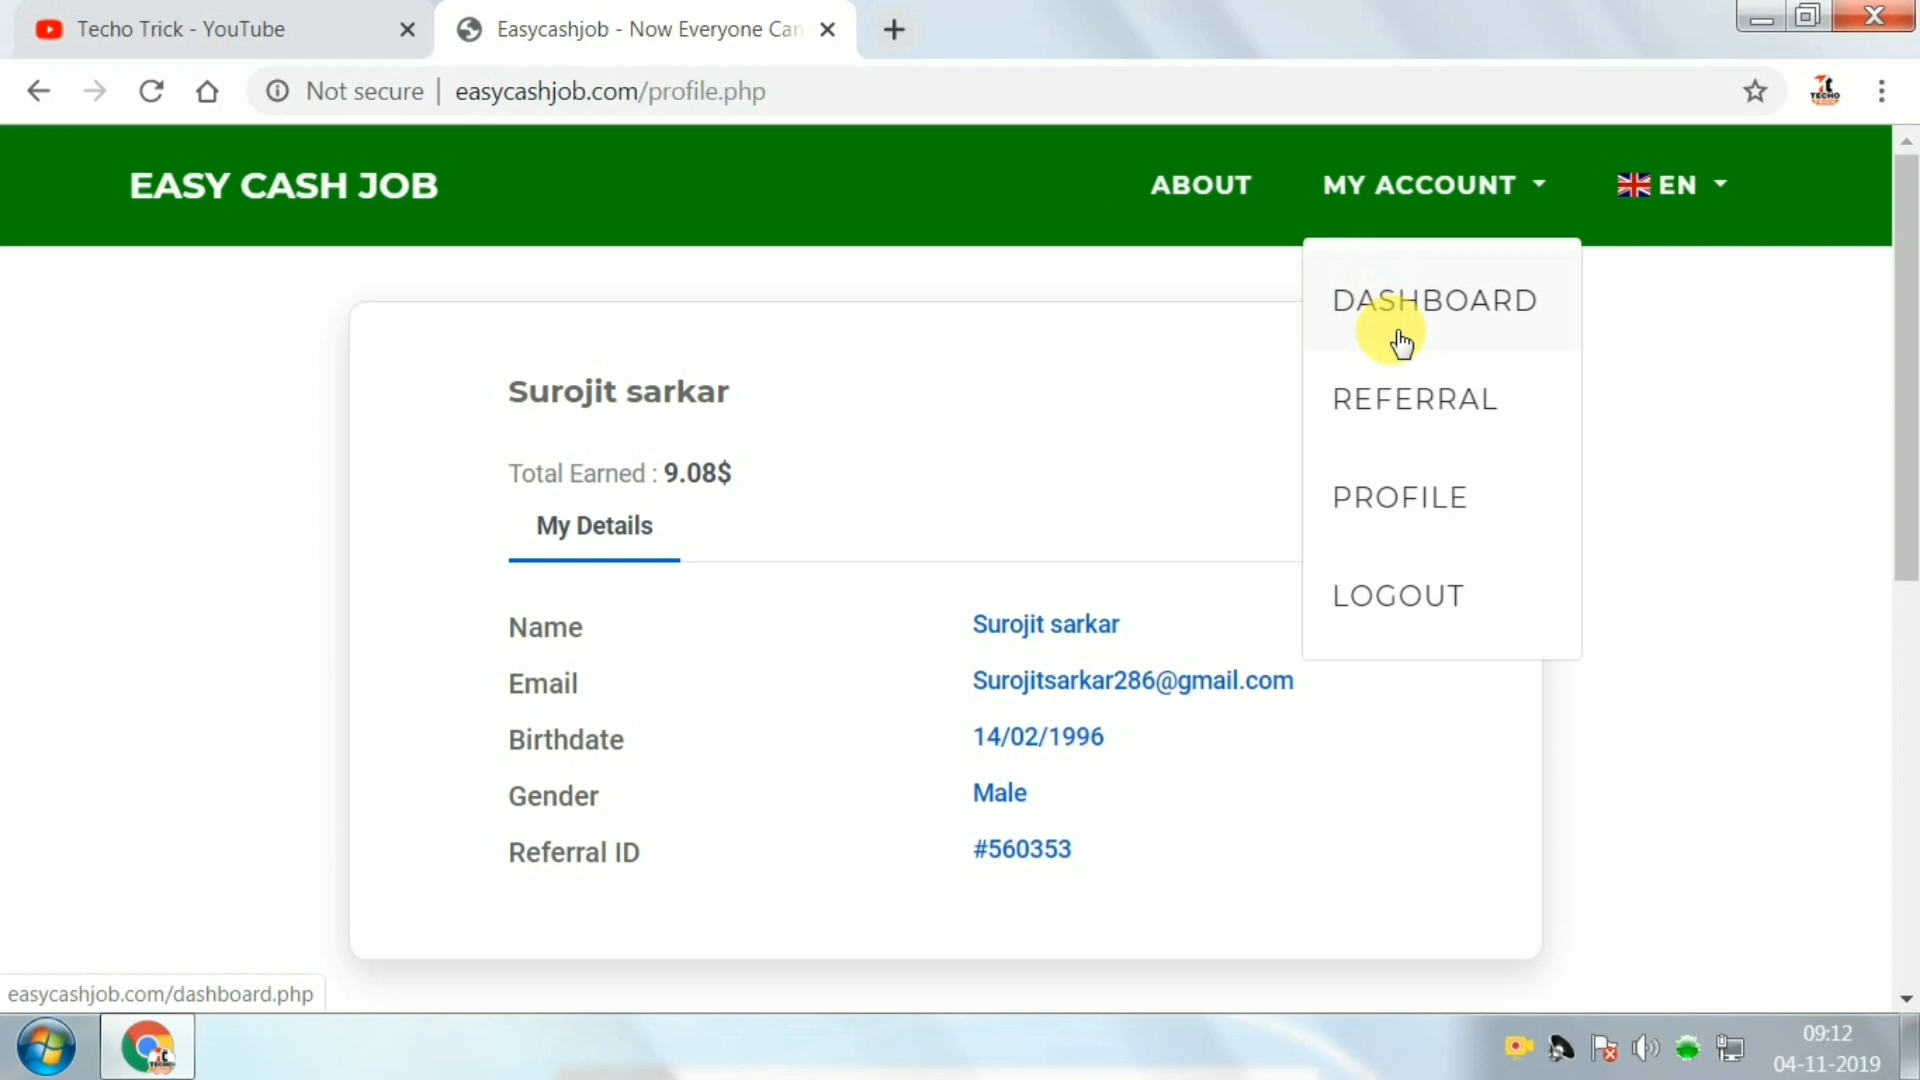 Techo Trick - YouTube
Easycashjob - Now Everyone Can
Not secure | easycashjob.com/profile.php
EASY CASH JOB
ABOUT
MY ACCOUNT
EN
DASHBOARD
REFERRAL
PROFILE
LOGOUT
Surojit sarkar
Total Earned : 9.08$
My Details
Name Surojit sarkar
Email Surojitsarkar286@gmail.com
Birthdate 14/02/1996
Gender Male
Referral ID #560353
easycashjob.com/dashboard.php
09:12
04-11-2019